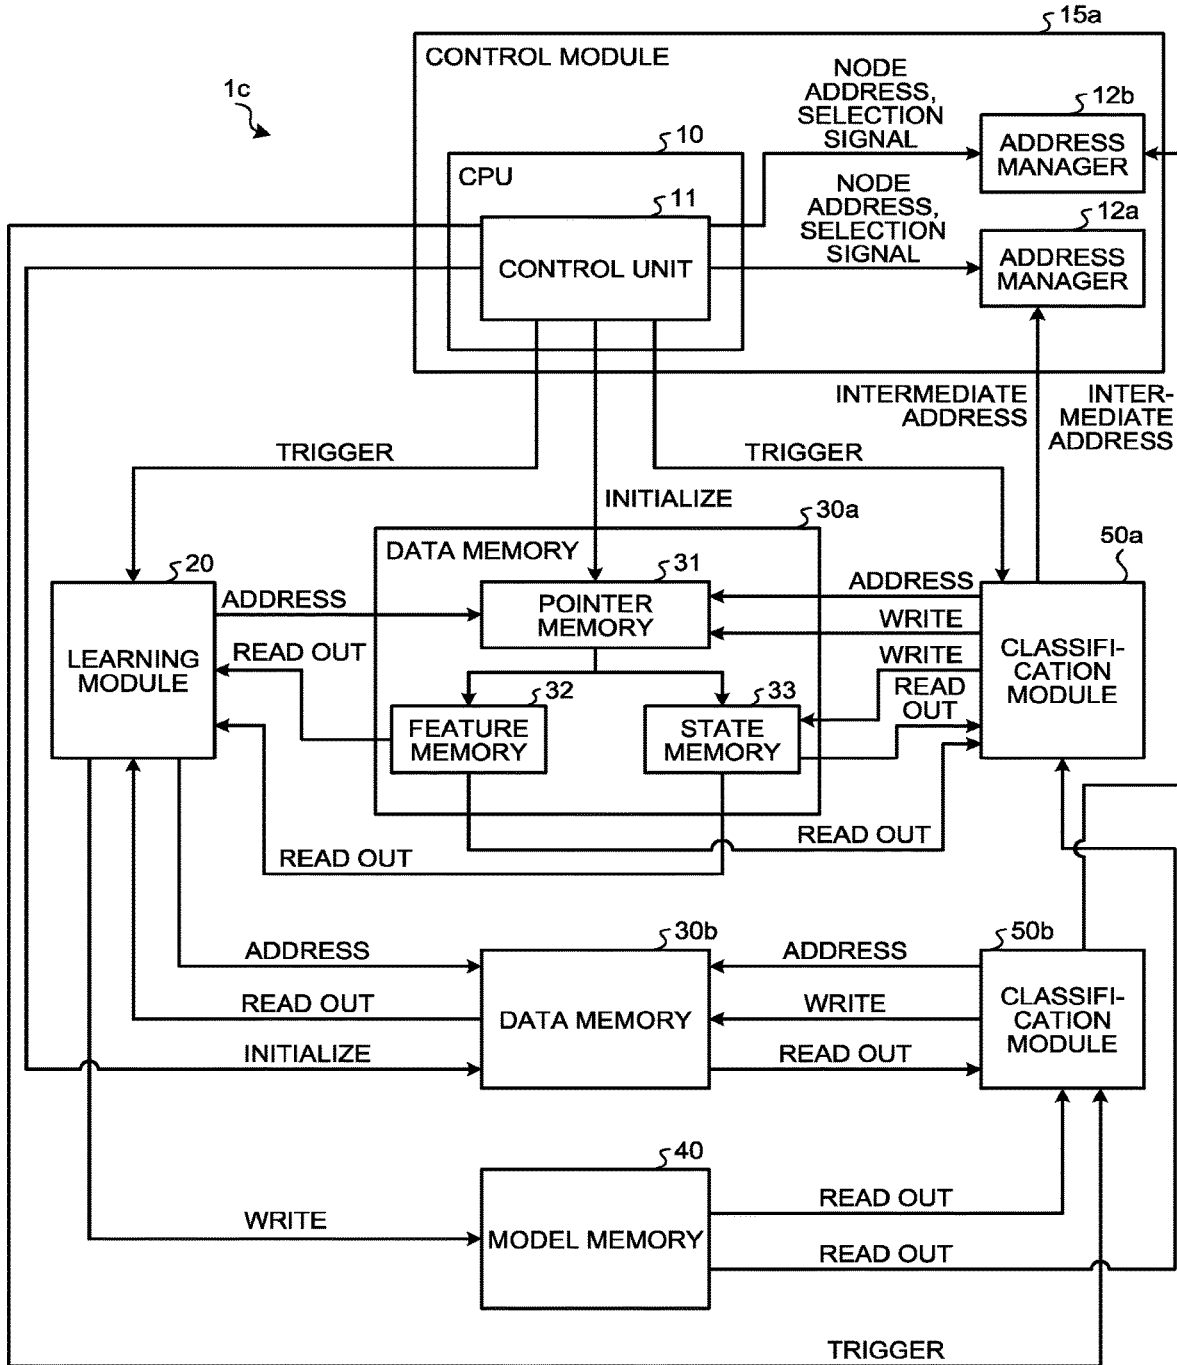 15a
CONTROL MODULE
NODE
ADDRESS,
SELECTION
SIGNAL
12b
ADDRESS
MANAGER
1c
10
CPU
NODE
ADDRESS,
SELECTION
SIGNAL
12a
ADDRESS
MANAGER
11
CONTROL UNIT
INTERMEDIATE
ADDRESS
INTER-
MEDIATE
ADDRESS
TRIGGER
TRIGGER
INITIALIZE
30a
DATA MEMORY
20
LEARNING
MODULE
ADDRESS
31
POINTER
MEMORY
ADDRESS
WRITE
50a
CLASSIFI-
CATION
MODULE
READ OUT
WRITE
READ
OUT
32
FEATURE
MEMORY
33
STATE
MEMORY
READ OUT
READ OUT
30b
DATA MEMORY
50b
CLASSIFI-
CATION
MODULE
ADDRESS
ADDRESS
READ OUT
WRITE
INITIALIZE
READ OUT
40
MODEL MEMORY
WRITE
READ OUT
READ OUT
TRIGGER